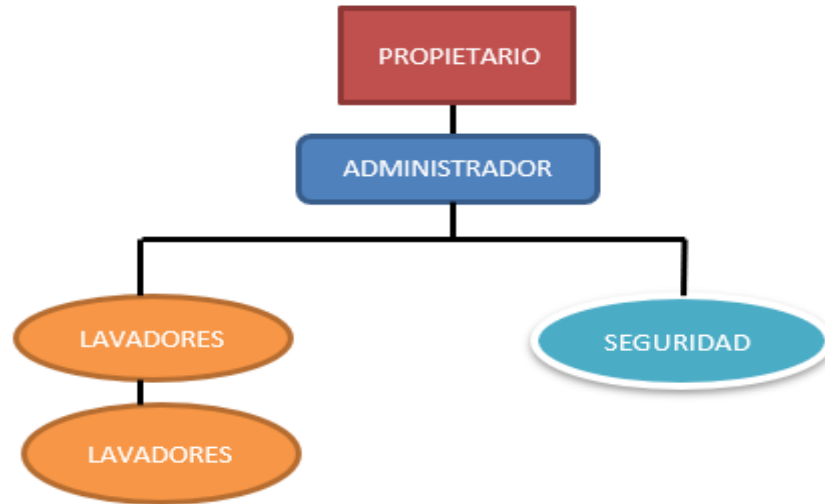 PROPIETARIO
ADMINISTRADOR
LAVADORES
SEGURIDAD
LAVADORES